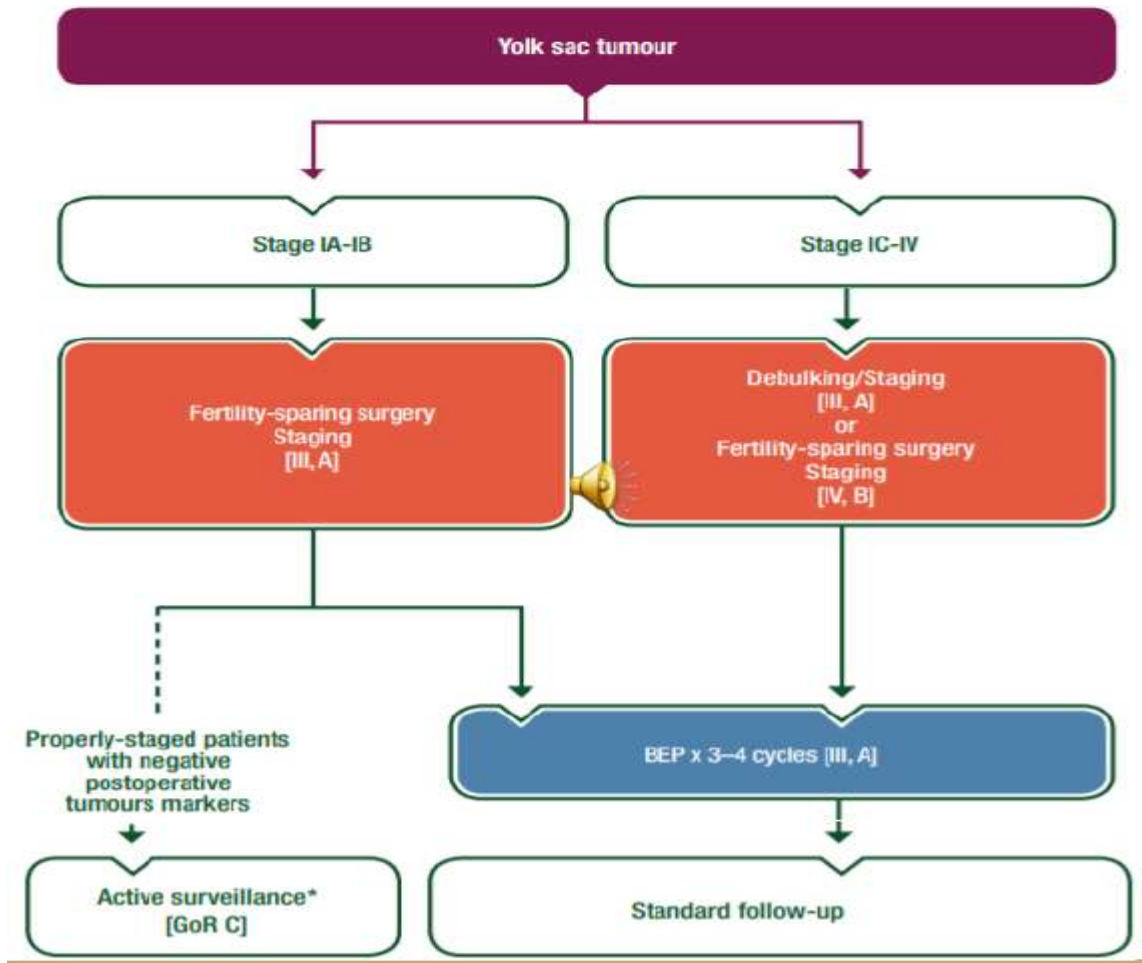 Yolk sac tumour
Stage IA-IB
Stage IC-IV
Fertility-sparing surgery
Staging
[III, A]
Debulking/Staging
[III, A]
or
Fertility-sparing surgery
Staging
[IV, B]
Properly-staged patients
with negative
postoperative
tumours markers
BEP x 3–4 cycles [III, A]
Active surveillance*
[GoR C]
Standard follow-up